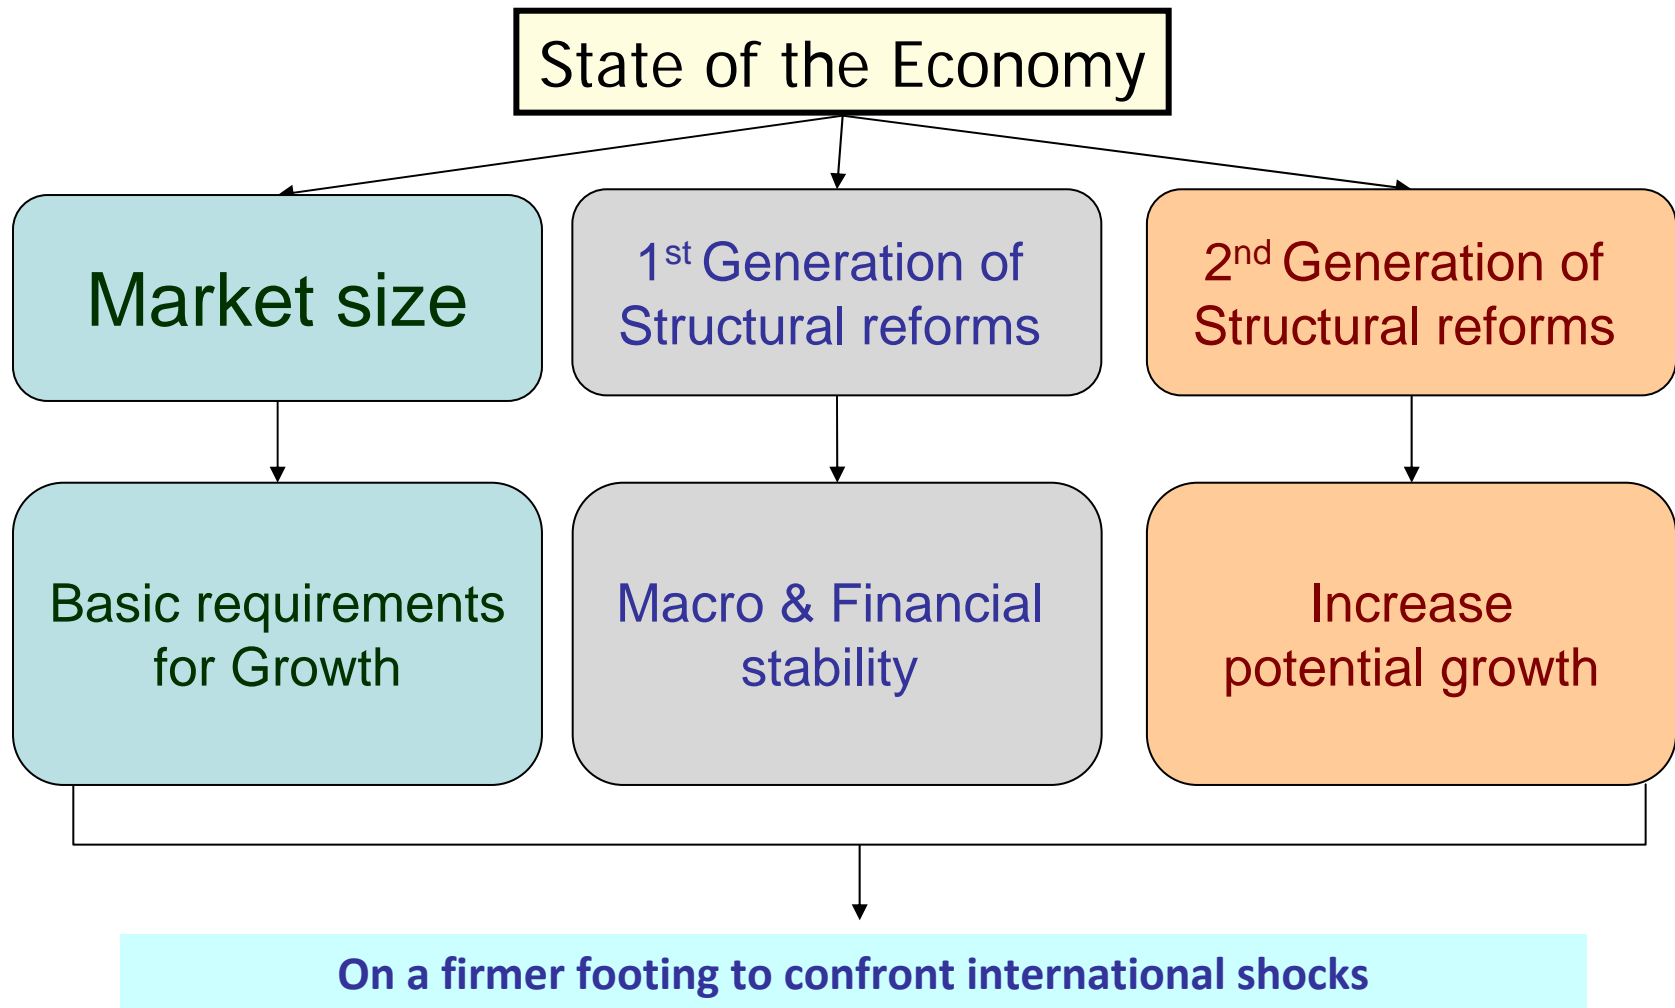 State of the Economy
Market size
1st Generation of
Structural reforms
2nd Generation of
Structural reforms
Basic requirements
for Growth
Macro & Financial
stability
Increase
potential growth
On a firmer footing to confront international shocks